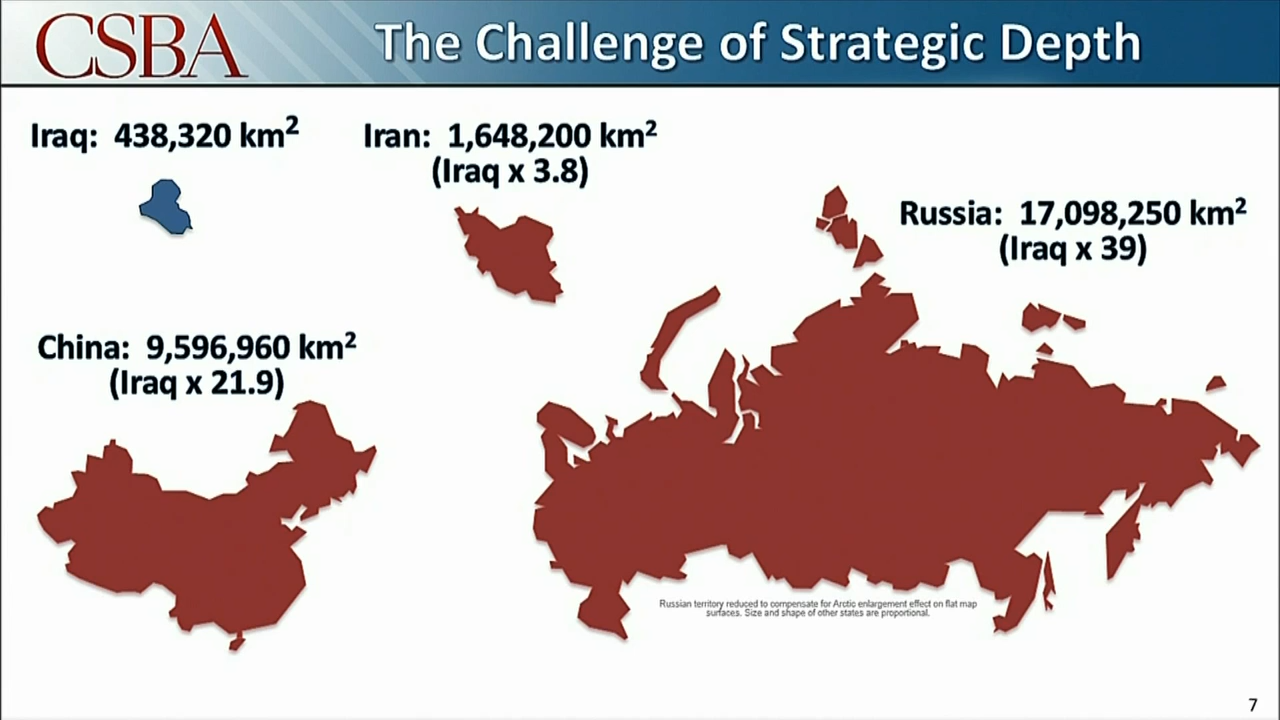 CSBA
The Challenge of Strategic Depth
Iraq: 438,320 km²
Iran: 1,648,200 km²
(Iraq x 3.8)
Russia: 17,098,250 km²
(Iraq x 39)
China: 9,596,960 km²
(Iraq x 21.9)
Russian territory reduced to compensate for Arctic enlargement effect on flat map
surfaces. Size and shape of other states are proportional.
7